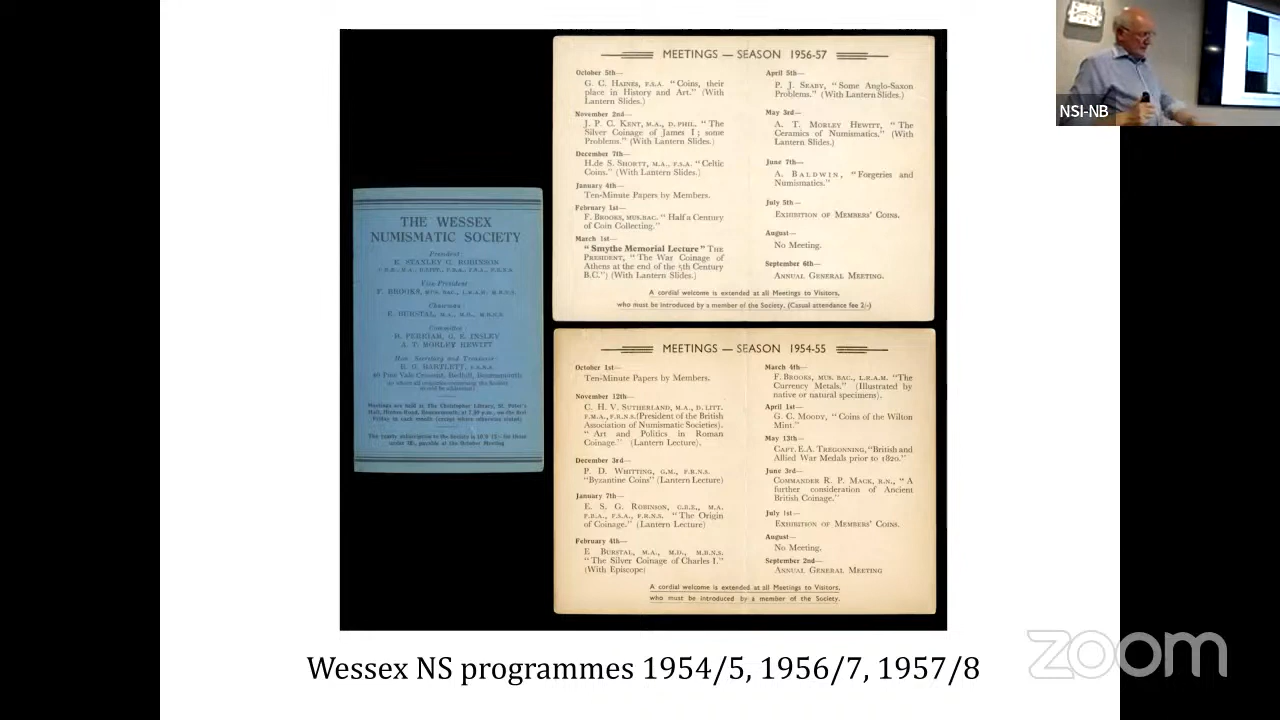 NSI-NB
THE WESSEX
NUMISMATIC SOCIETY
President
E. STANLEY G. ROBINSON
Vice-President
F. BROOKS, MUS. BAC., L.R.A.M., M.B.N.S.
Chairman
E. BURSTAL, M.A., M.D., M.B.N.S.
Committee
D. PERRIAM, G. E. INSLEY
A. T. MORLEY HEWITT
Hon. Secretary and Treasurer
R. G. BARTLETT, F.A.N.S.
MEETINGS — SEASON 1956-57
October 5th—
G. C. HAINES, F.S.A. "Coins, their
place in History and Art." (With
Lantern Slides.)
November 2nd—
J. P. C. KENT, M.A., D. PHIL. "The
Silver Coinage of James I; some
Problems." (With Lantern Slides.)
December 7th—
H.de S. SHORTT, M.A., F.S.A. "Celtic
Coins." (With Lantern Slides.)
January 4th—
Ten-Minute Papers by Members.
February 1st—
F. BROOKS, MUS.BAC. "Half a Century
of Coin Collecting."
March 1st—
"Smythe Memorial Lecture" THE
PRESIDENT, "The War Coinage of
Athens at the end of the 5th Century
B.C." (With Lantern Slides.)
April 5th—
P. J. SEABY, "Some Anglo-Saxon
Problems." (With Lantern Slides.)
May 3rd—
A. T. MORLEY HEWITT, "The
Ceramics of Numismatics." (With
Lantern Slides.)
June 7th—
A. BALDWIN, "Forgeries and
Numismatics."
July 5th—
EXHIBITION OF MEMBERS' COINS.
August—
No Meeting.
September 6th—
ANNUAL GENERAL MEETING.
A cordial welcome is extended at all Meetings to Visitors,
who must be introduced by a member of the Society. (Casual attendance fee 2/-)
MEETINGS — SEASON 1954-55
October 1st—
Ten-Minute Papers by Members.
November 12th—
C. H. V. SUTHERLAND, M.A., D. LITT.
F.M.A., F.R.N.S. (President of the British
Association of Numismatic Societies).
"Art and Politics in Roman
Coinage." (Lantern Lecture).
December 3rd—
P. D. WHITTING, G.M., F.R.N.S.
"Byzantine Coins" (Lantern Lecture)
January 7th—
E. S. G. ROBINSON, C.B.E., M.A.
F.B.A., F.S.A., F.R.N.S. "The Origin
of Coinage." (Lantern Lecture)
February 4th—
E BURSTAL, M.A., M.D., M.B.N.S.
"The Silver Coinage of Charles I."
(With Episcope)
March 4th—
F. BROOKS, MUS. BAC., L.R.A.M. "The
Currency Metals." (Illustrated by
native or natural specimens).
April 1st—
G. C. MOODY, "Coins of the Wilton
Mint."
May 13th—
CAPT. E.A. TREGONNING, "British and
Allied War Medals prior to 1820."
June 3rd—
COMMANDER R. P. MACK, R.N., "A
further consideration of Ancient
British Coinage."
July 1st—
EXHIBITION OF MEMBERS' COINS.
August—
No Meeting.
September 2nd—
ANNUAL GENERAL MEETING
A cordial welcome is extended at all Meetings to Visitors,
who must be introduced by a member of the Society.
Wessex NS programmes 1954/5, 1956/7, 1957/8
zoom